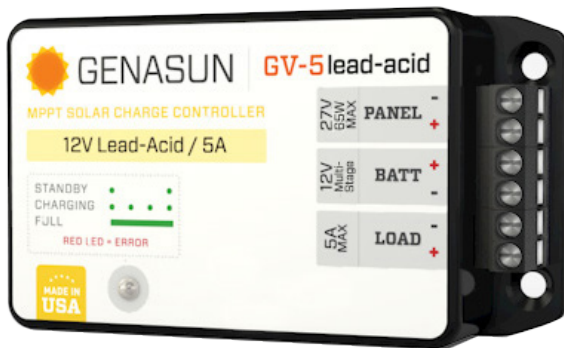 GENASUN
GV-5 lead-acid
MPPT SOLAR CHARGE CONTROLLER
12V Lead-Acid / 5A
STANDBY
CHARGING
FULL
RED LED = ERROR
MADE IN
USA
27V
65W
MAX
PANEL
-
+
12V
Multi-
Stage
BATT
+
-
5A
MAX
LOAD
-
+